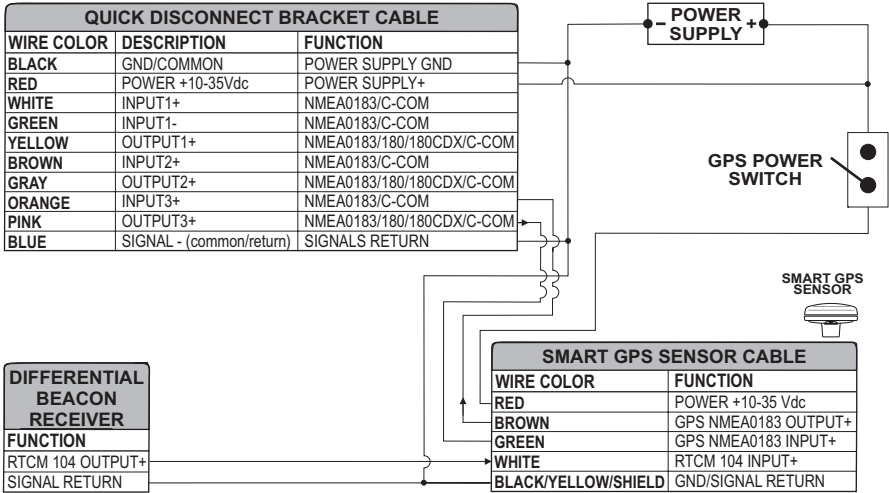 QUICK DISCONNECT BRACKET CABLE
WIRE COLOR DESCRIPTION FUNCTION
BLACK GND/COMMON POWER SUPPLY GND
RED POWER +10-35Vdc POWER SUPPLY+
WHITE INPUT1+ NMEA0183/C-COM
GREEN INPUT1- NMEA0183/C-COM
YELLOW OUTPUT1+ NMEA0183/180/180CDX/C-COM
BROWN INPUT2+ NMEA0183/C-COM
GRAY OUTPUT2+ NMEA0183/180/180CDX/C-COM
ORANGE INPUT3+ NMEA0183/C-COM
PINK OUTPUT3+ NMEA0183/180/180CDX/C-COM
BLUE SIGNAL - (common/return) SIGNALS RETURN
- POWER +
SUPPLY
GPS POWER
SWITCH
SMART GPS
SENSOR
SMART GPS SENSOR CABLE
WIRE COLOR FUNCTION
RED POWER +10-35 Vdc
BROWN GPS NMEA0183 OUTPUT+
GREEN GPS NMEA0183 INPUT+
WHITE RTCM 104 INPUT+
BLACK/YELLOW/SHIELD GND/SIGNAL RETURN
DIFFERENTIAL
BEACON
RECEIVER
FUNCTION
RTCM 104 OUTPUT+
SIGNAL RETURN